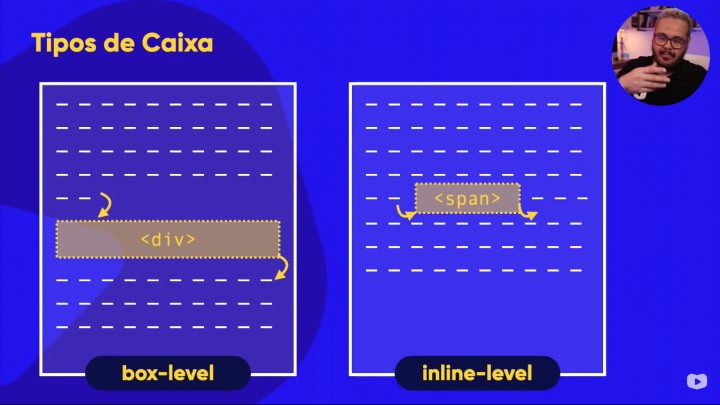 Tipos de Caixa
<div>
<span>
box-level
inline-level